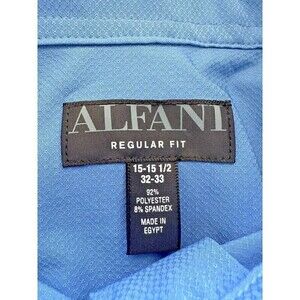 ALFANI
REGULAR FIT
15-15 1/2
32-33
92%
POLYESTER
8% SPANDEX
MADE IN
EGYPT